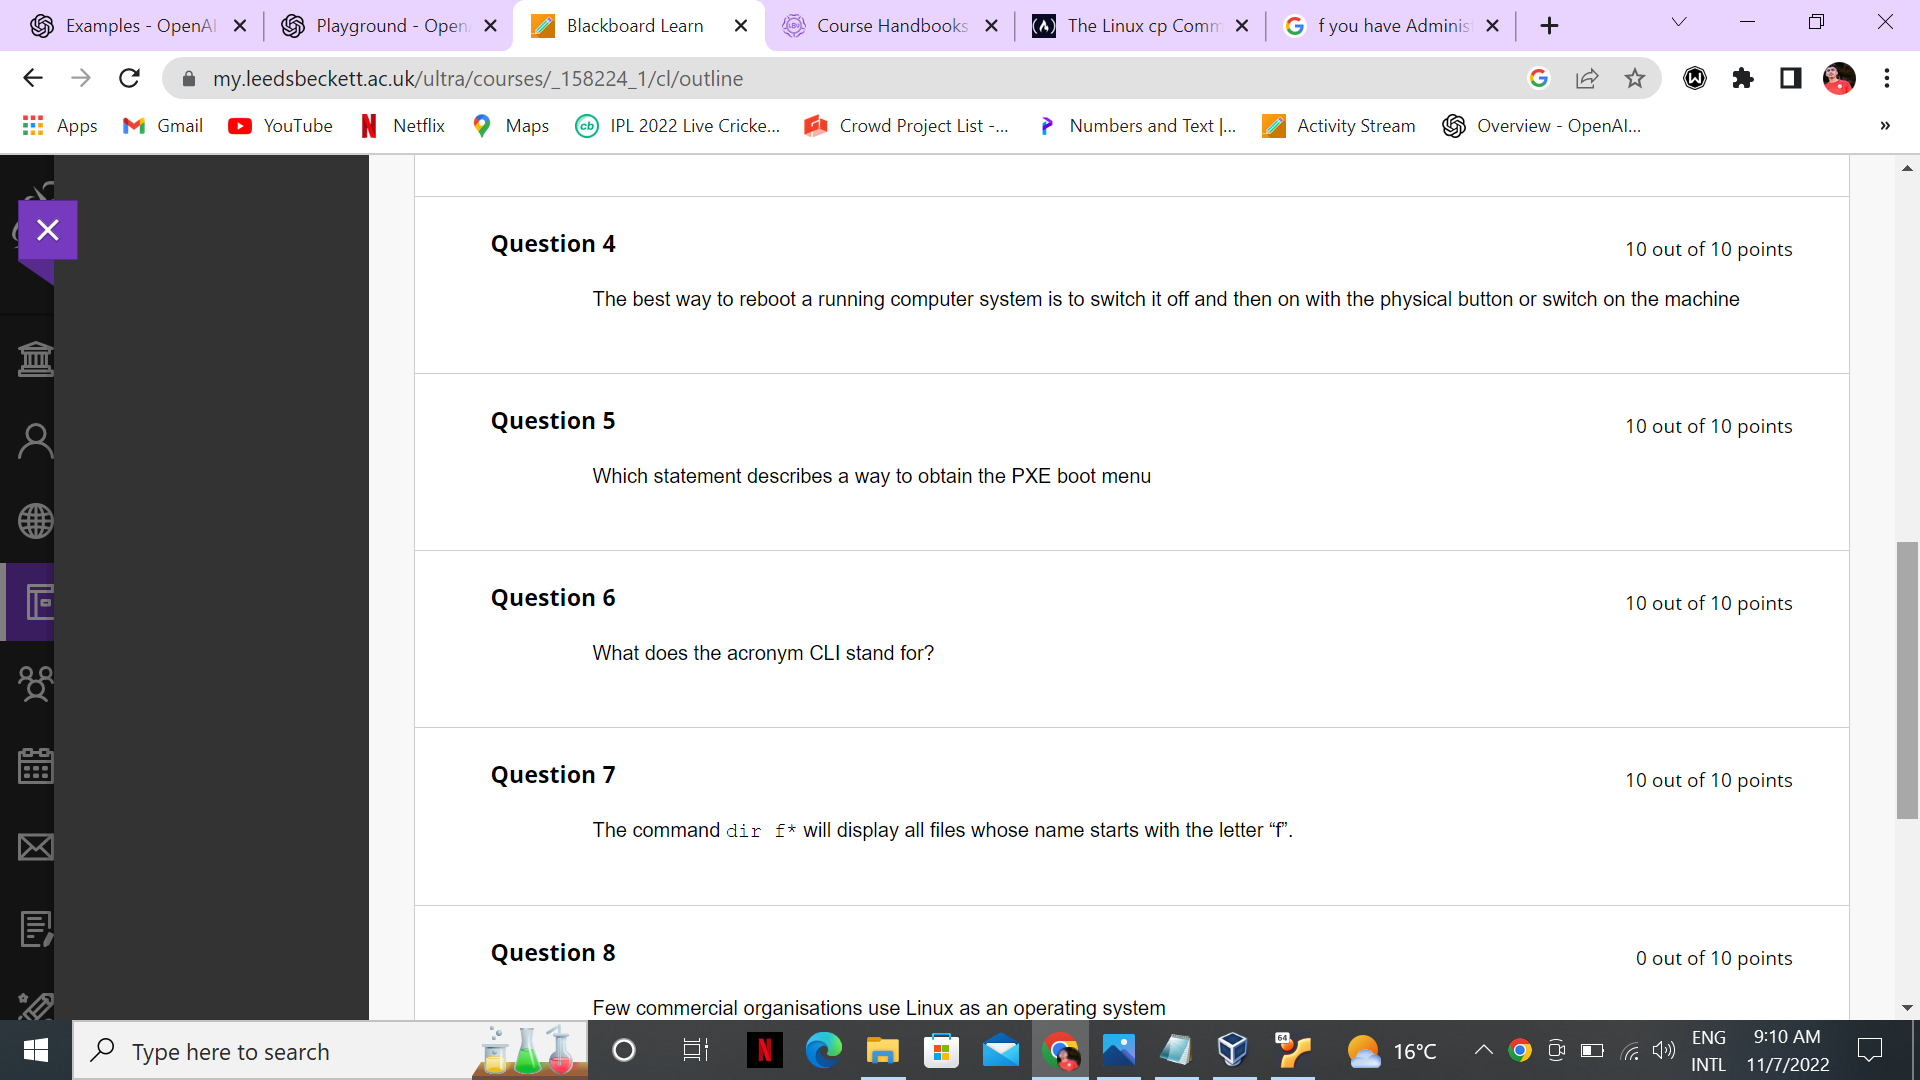 Examples - OpenAI
Playground - Open
Blackboard Learn
Course Handbooks
The Linux cp Comm
f you have Administ
my.leedsbeckett.ac.uk/ultra/courses/_158224_1/cl/outline
Apps
Gmail
YouTube
Netflix
Maps
IPL 2022 Live Cricke...
Crowd Project List -...
Numbers and Text |...
Activity Stream
Overview - OpenAI...
Question 4
10 out of 10 points
The best way to reboot a running computer system is to switch it off and then on with the physical button or switch on the machine
Question 5
10 out of 10 points
Which statement describes a way to obtain the PXE boot menu
Question 6
10 out of 10 points
What does the acronym CLI stand for?
Question 7
10 out of 10 points
The command dir f* will display all files whose name starts with the letter “f”.
Question 8
0 out of 10 points
Few commercial organisations use Linux as an operating system
Type here to search
64
16°C
ENG
INTL
9:10 AM
11/7/2022